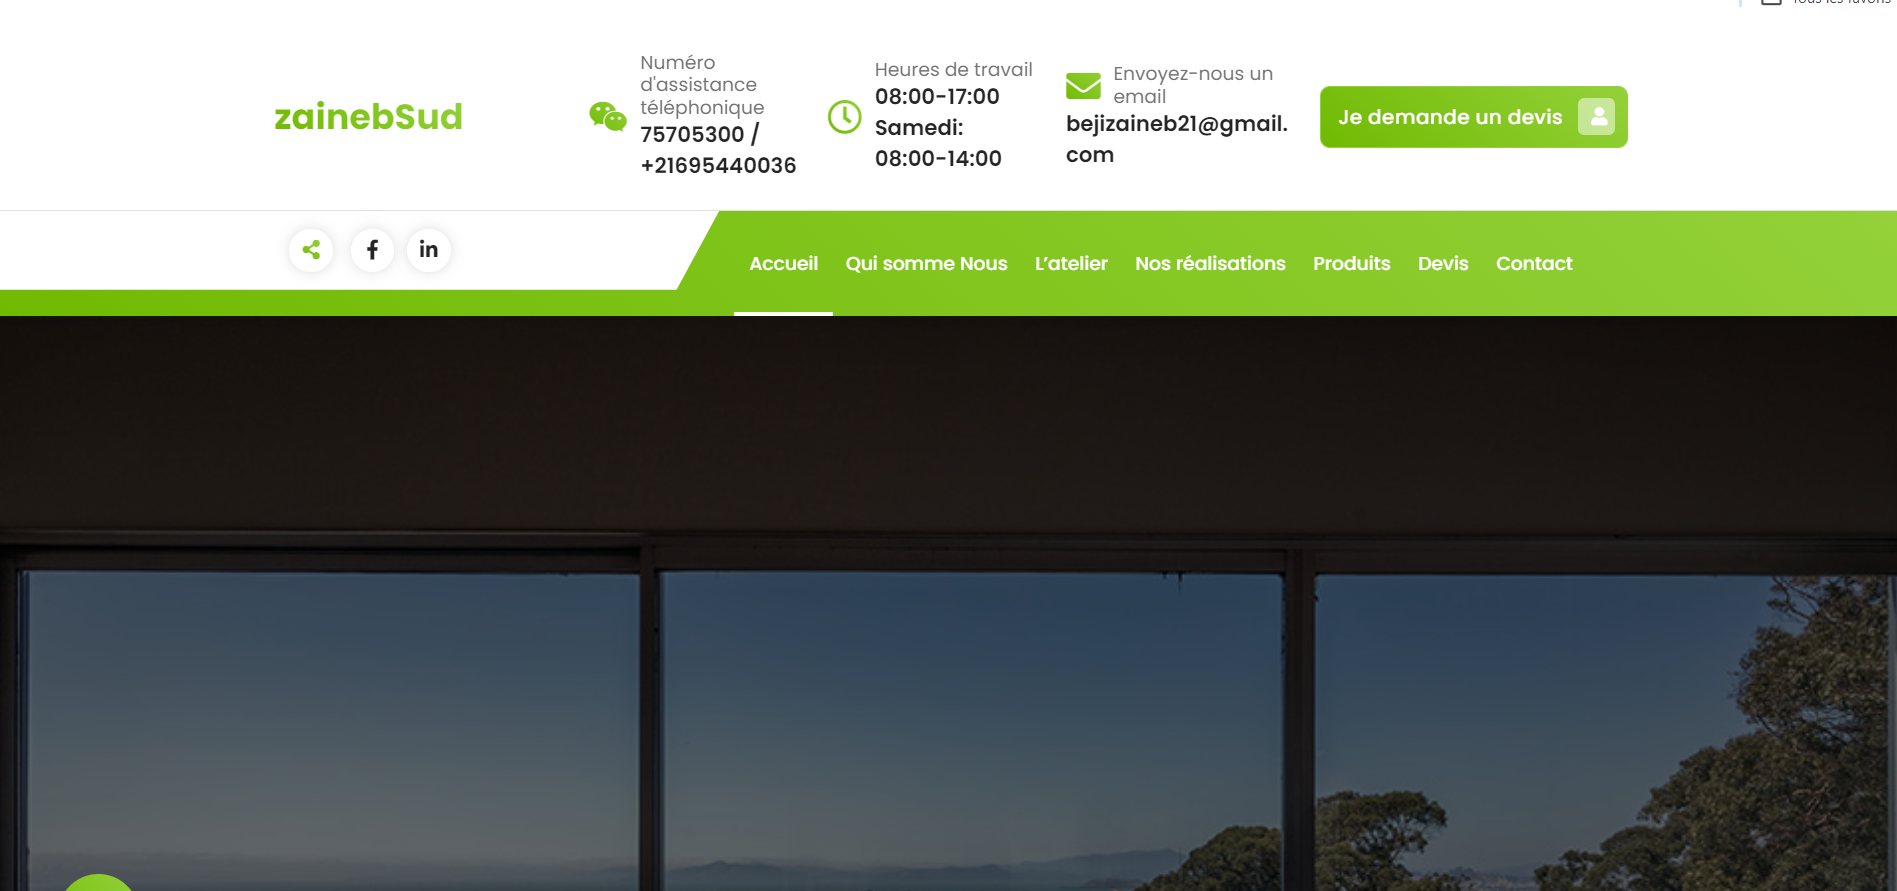 Tous les favoris
zainebSud
Numéro
d'assistance
téléphonique
75705300 /
+21695440036
Heures de travail
08:00-17:00
Samedi:
08:00-14:00
Envoyez-nous un
email
bejizaineb21@gmail.
com
Je demande un devis
Accueil Qui somme Nous L’atelier Nos réalisations Produits Devis Contact